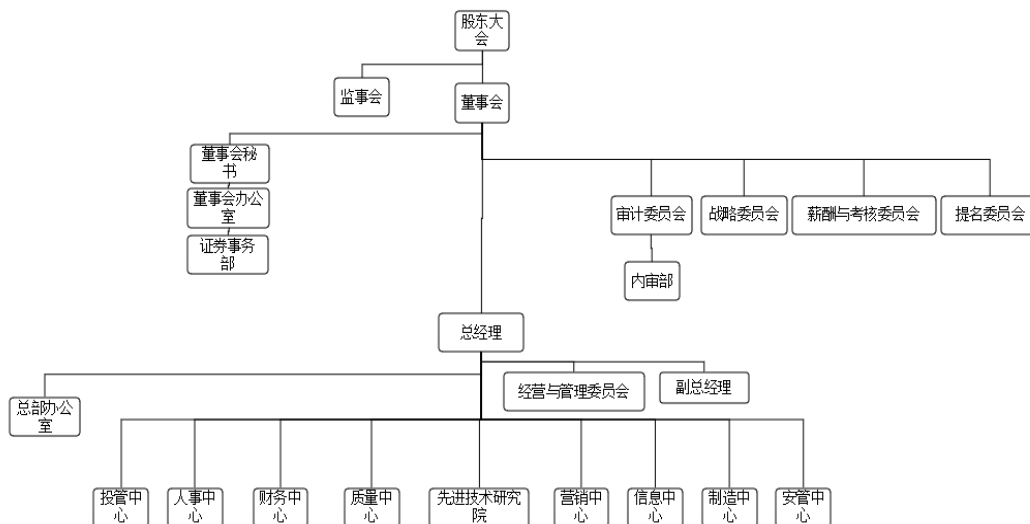 股东大
会
监事会
董事会
董事会秘
书
董事会办公
室
证券事务
部
审计委员会
战略委员会
薪酬与考核委员会
提名委员会
内审部
总经理
经营与管理委员会
副总经理
总部办公
室
投管中
心
人事中
心
财务中
心
质量中
心
先进技术研究
院
营销中
心
信息中
心
制造中
心
安管中
心